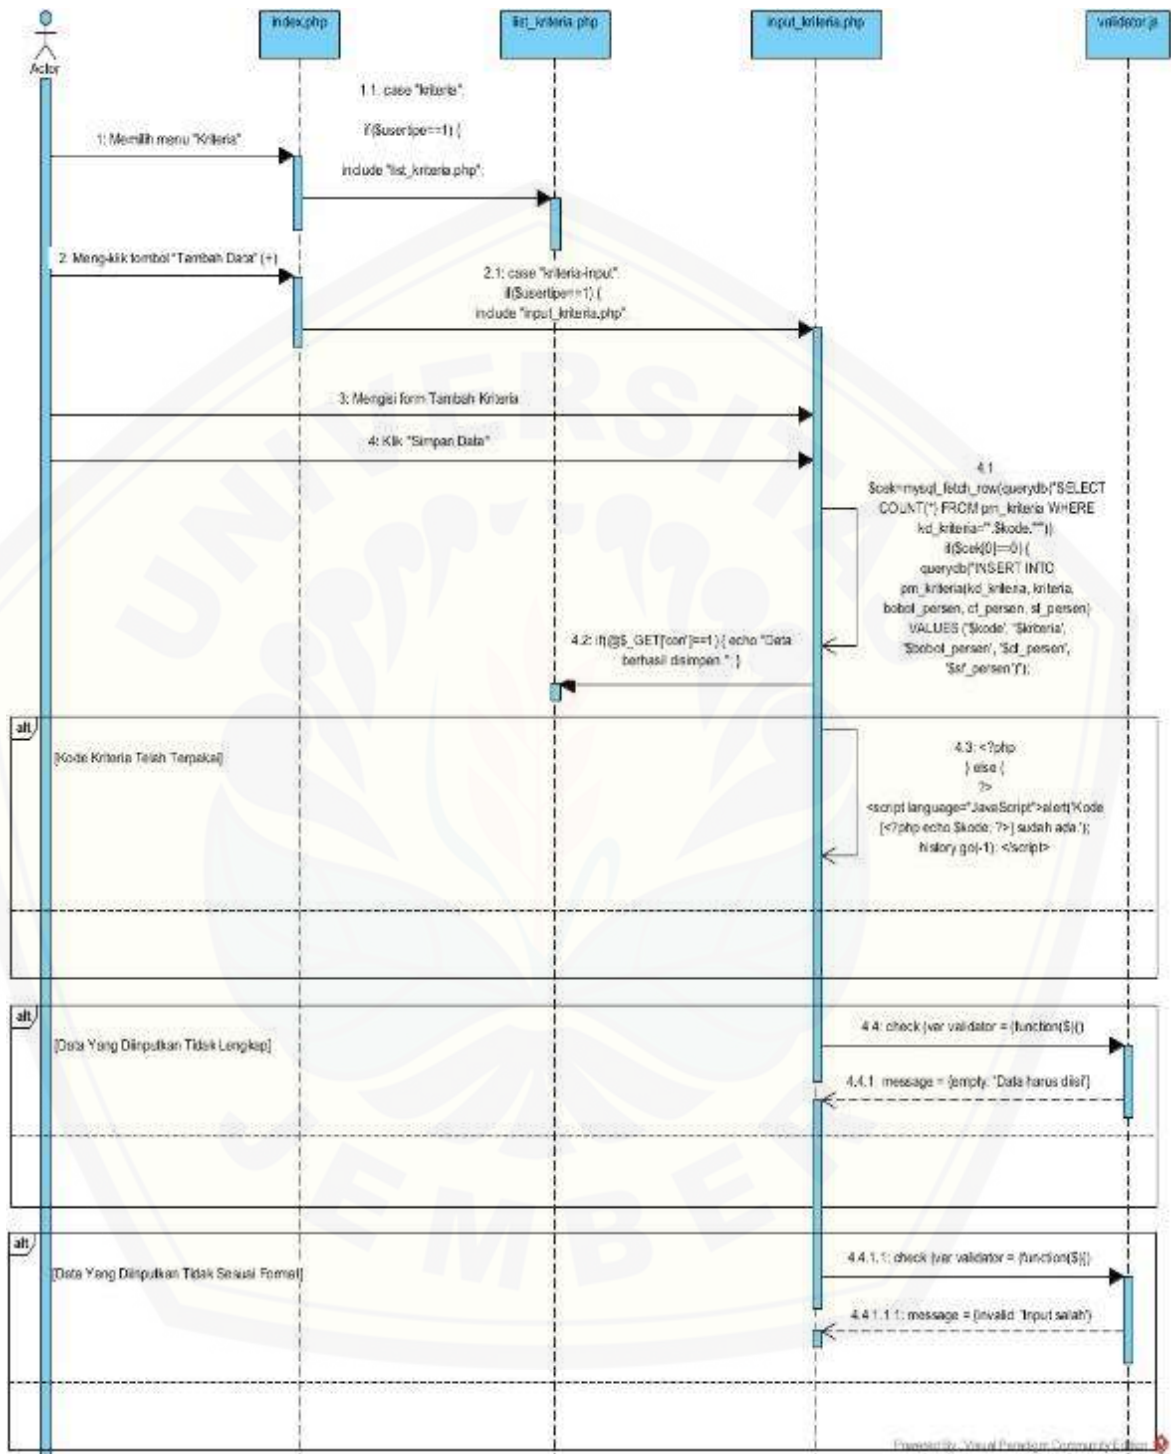 index.php
list_kriteria.php
input_kriteria.php
validator.js
Actor
1.1: case "kriteria":
if($usertipe==1) {
include "list_kriteria.php";
1: Memilih menu "Kriteria"
2: Meng-klik tombol "Tambah Data" (+)
2.1: case "kriteria-input":
if($usertipe==1) {
include "input_kriteria.php"
3: Mengisi form Tambah Kriteria
4: Klik "Simpan Data"
4.1:
$cek=mysql_fetch_row(querydb("SELECT
COUNT(*) FROM pm_kriteria WHERE
kd_kriteria='".$kode."'"))
if($cek[0]==0) {
querydb("INSERT INTO
pm_kriteria(kd_kriteria, kriteria,
bobot_persen, cf_persen, sf_persen)
VALUES ('$kode', '$kriteria',
'$bobot_persen', '$cf_persen',
'$sf_persen')");
4.2: if(@$_GET['con']==1) { echo "Data
berhasil disimpan."; }
alt
[Kode Kriteria Telah Terpakai]
4.3: <?php
} else {
?>
<script language="JavaScript">alert('Kode
[<?php echo $kode; ?>] sudah ada.');
history.go(-1); </script>
alt
[Data Yang Diinputkan Tidak Lengkap]
4.4: check (var validator = (function($){)
4.4.1: message = {empty: 'Data harus diisi'}
alt
[Data Yang Diinputkan Tidak Sesuai Format]
4.4.1.1: check (var validator = (function($){)
4.4.1.1.1: message = {invalid: 'Input salah'}
UNIVERSITAS
JEMBER
Powered By: Visual Paradigm Community Edition